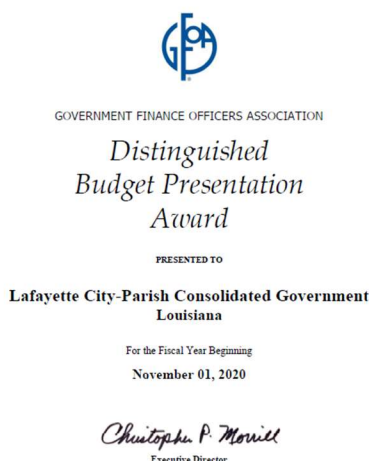 GFOA
GOVERNMENT FINANCE OFFICERS ASSOCIATION
Distinguished
Budget Presentation
Award
PRESENTED TO
Lafayette City-Parish Consolidated Government
Louisiana
For the Fiscal Year Beginning
November 01, 2020
Christopher P. Morrill
Executive Director